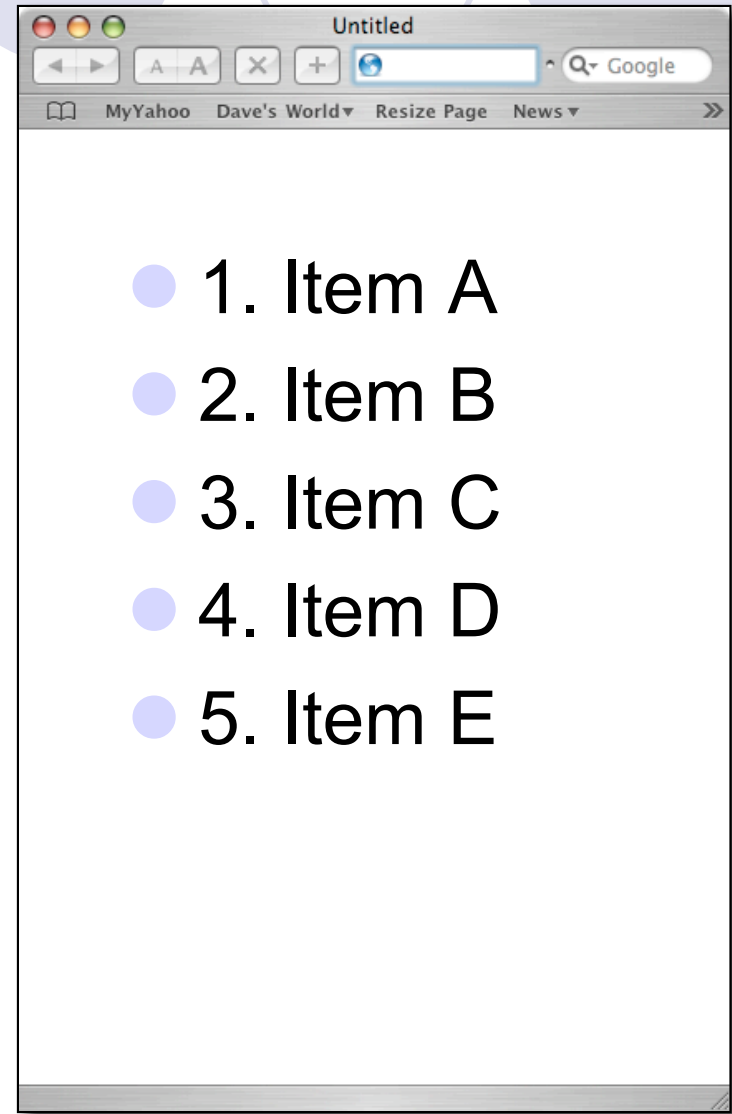 Untitled
A A Google
MyYahoo Dave's World Resize Page News
1. Item A
2. Item B
3. Item C
4. Item D
5. Item E